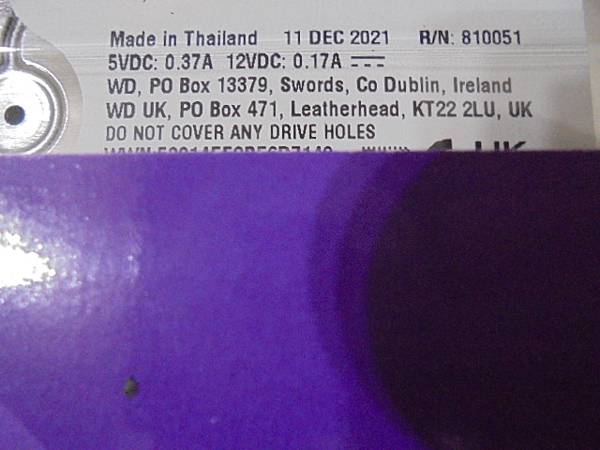 Made in Thailand 11 DEC 2021 R/N: 810051
5VDC: 0.37A 12VDC: 0.17A
WD, PO Box 13379, Swords, Co Dublin, Ireland
WD UK, PO Box 471, Leatherhead, KT22 2LU, UK
DO NOT COVER ANY DRIVE HOLES
UK